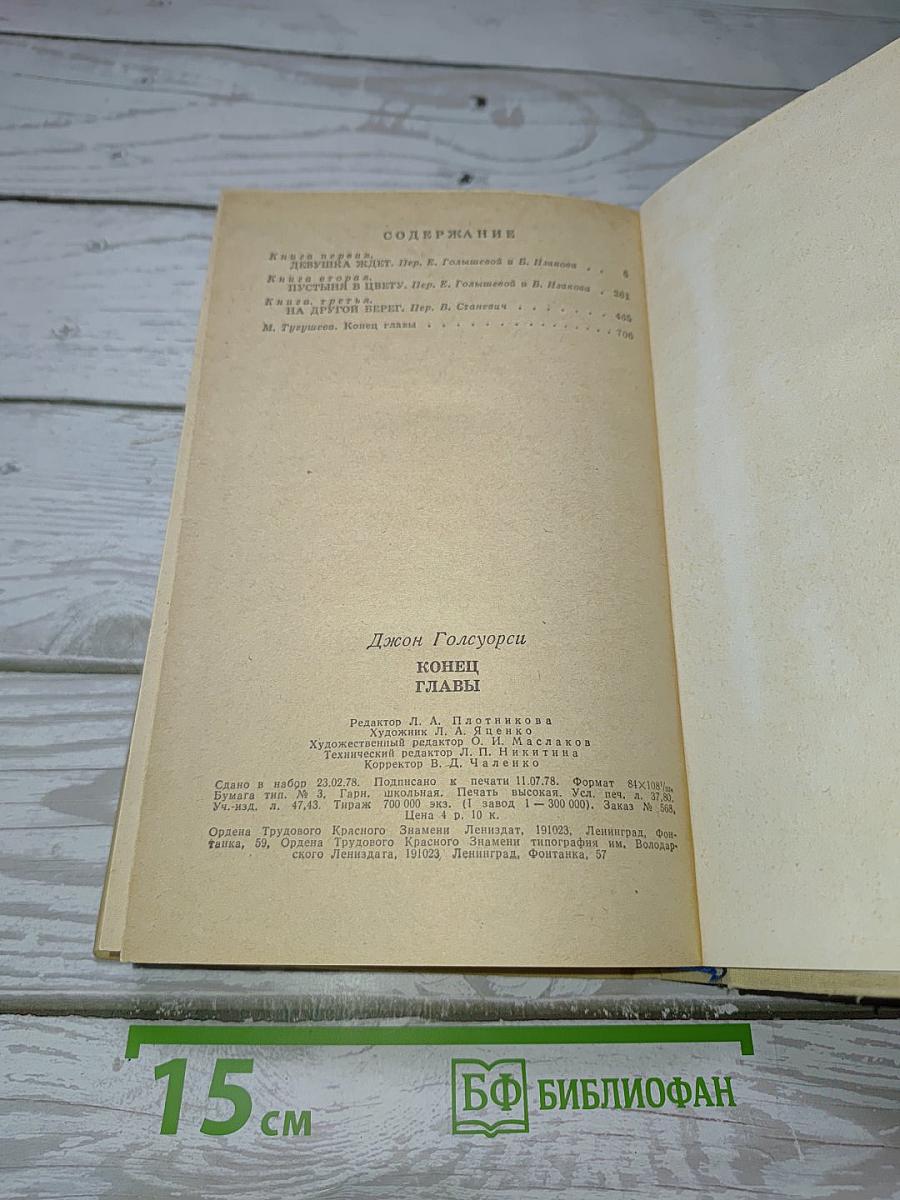 СОДЕРЖАНИЕ
Книга первая.
ДЕВУШКА ЖДЕТ. Пер. Е. Голышевой и Б. Изакова . . 5
Книга вторая.
ПУСТЫНЯ В ЦВЕТУ. Пер. Е. Голышевой и Б. Изакова . 261
Книга. третья.
НА ДРУГОЙ БЕРЕГ. Пер. В. Станевич . . . . . . . 465
М. Тугушева. Конец главы . . . . . . . . . . . . . . . 706
Джон Голсуорси
КОНЕЦ
ГЛАВЫ
Редактор Л. А. Плотникова
Художник Л. А. Яценко
Художественный редактор О. И. Маслаков
Технический редактор Л. П. Никитина
Корректор В. Д. Чаленко
Сдано в набор 23.02.78. Подписано к печати 11.07.78. Формат 84×108¹/₃₂.
Бумага тип. № 3. Гарн. школьная. Печать высокая. Усл. печ. л. 37,80.
Уч.-изд. л. 47,43. Тираж 700 000 экз. (I завод 1—300 000). Заказ № 568.
Цена 4 р. 10 к.
Ордена Трудового Красного Знамени Лениздат, 191023, Ленинград, Фон-
танка, 59. Ордена Трудового Красного Знамени типография им. Володар-
ского Лениздата, 191023, Ленинград, Фонтанка, 57
15 см
БФ БИБЛИОФАН